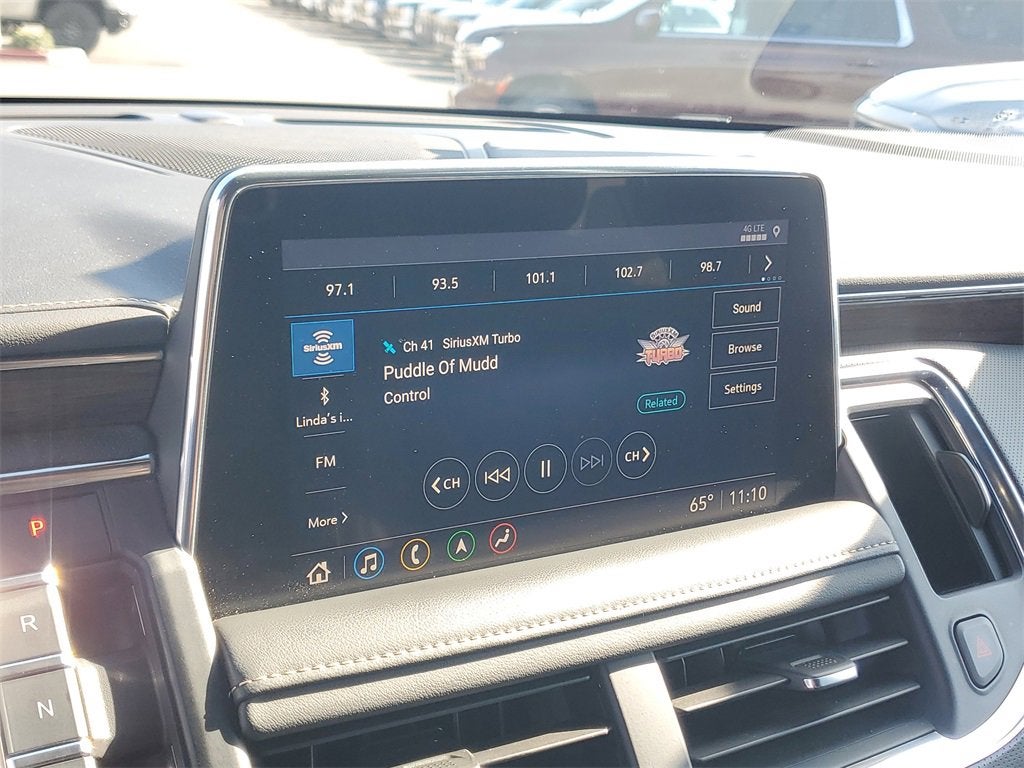 4G LTE
97.1 93.5 101.1 102.7 98.7
SiriusXM
Ch 41 SiriusXM Turbo
Puddle Of Mudd
Control
TURBO
Related
Sound
Browse
Settings
Linda's i...
FM
More
CH
CH
65° 11:10
P
R
N